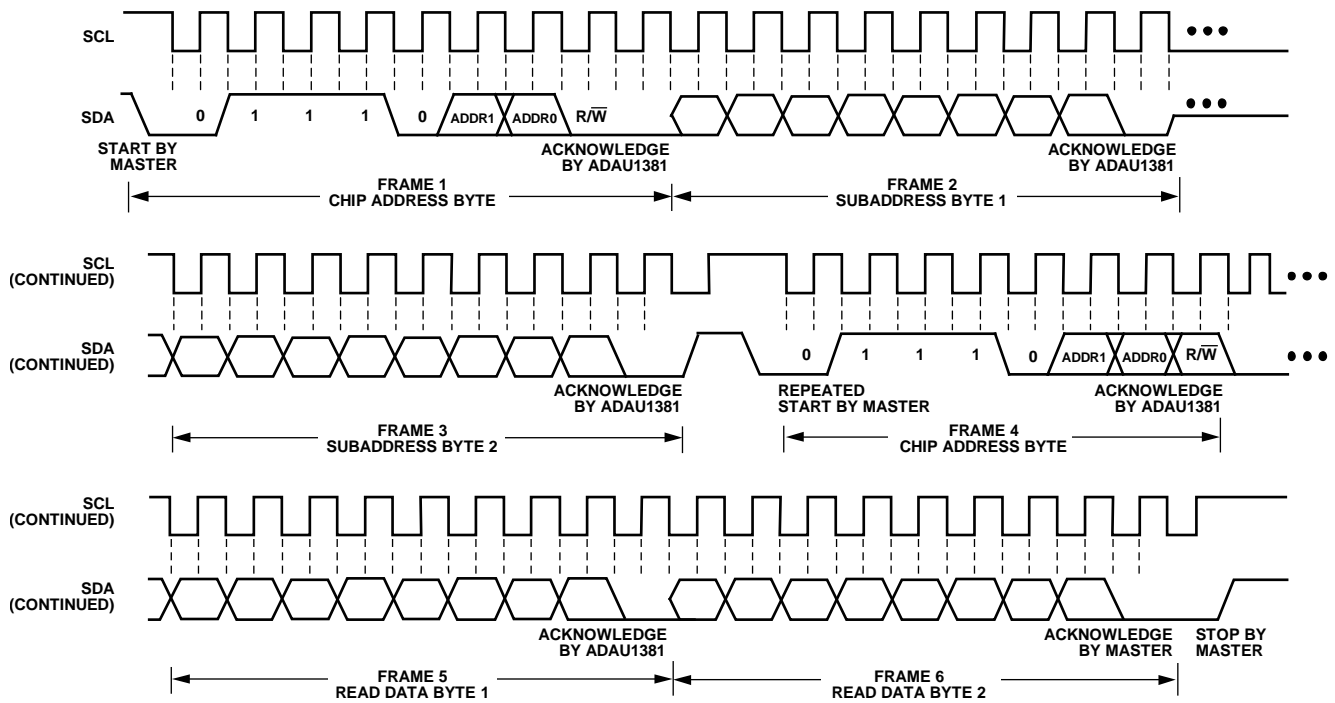 SCL
SDA
0 1 1 1 0 ADDR1 ADDR0 R/W̅
START BY
MASTER
ACKNOWLEDGE
BY ADAU1381
ACKNOWLEDGE
BY ADAU1381
FRAME 1
CHIP ADDRESS BYTE
FRAME 2
SUBADDRESS BYTE 1
SCL
(CONTINUED)
SDA
(CONTINUED)
0 1 1 1 0 ADDR1 ADDR0 R/W̅
ACKNOWLEDGE
BY ADAU1381
REPEATED
START BY MASTER
ACKNOWLEDGE
BY ADAU1381
FRAME 3
SUBADDRESS BYTE 2
FRAME 4
CHIP ADDRESS BYTE
SCL
(CONTINUED)
SDA
(CONTINUED)
ACKNOWLEDGE
BY ADAU1381
ACKNOWLEDGE
BY MASTER
STOP BY
MASTER
FRAME 5
READ DATA BYTE 1
FRAME 6
READ DATA BYTE 2